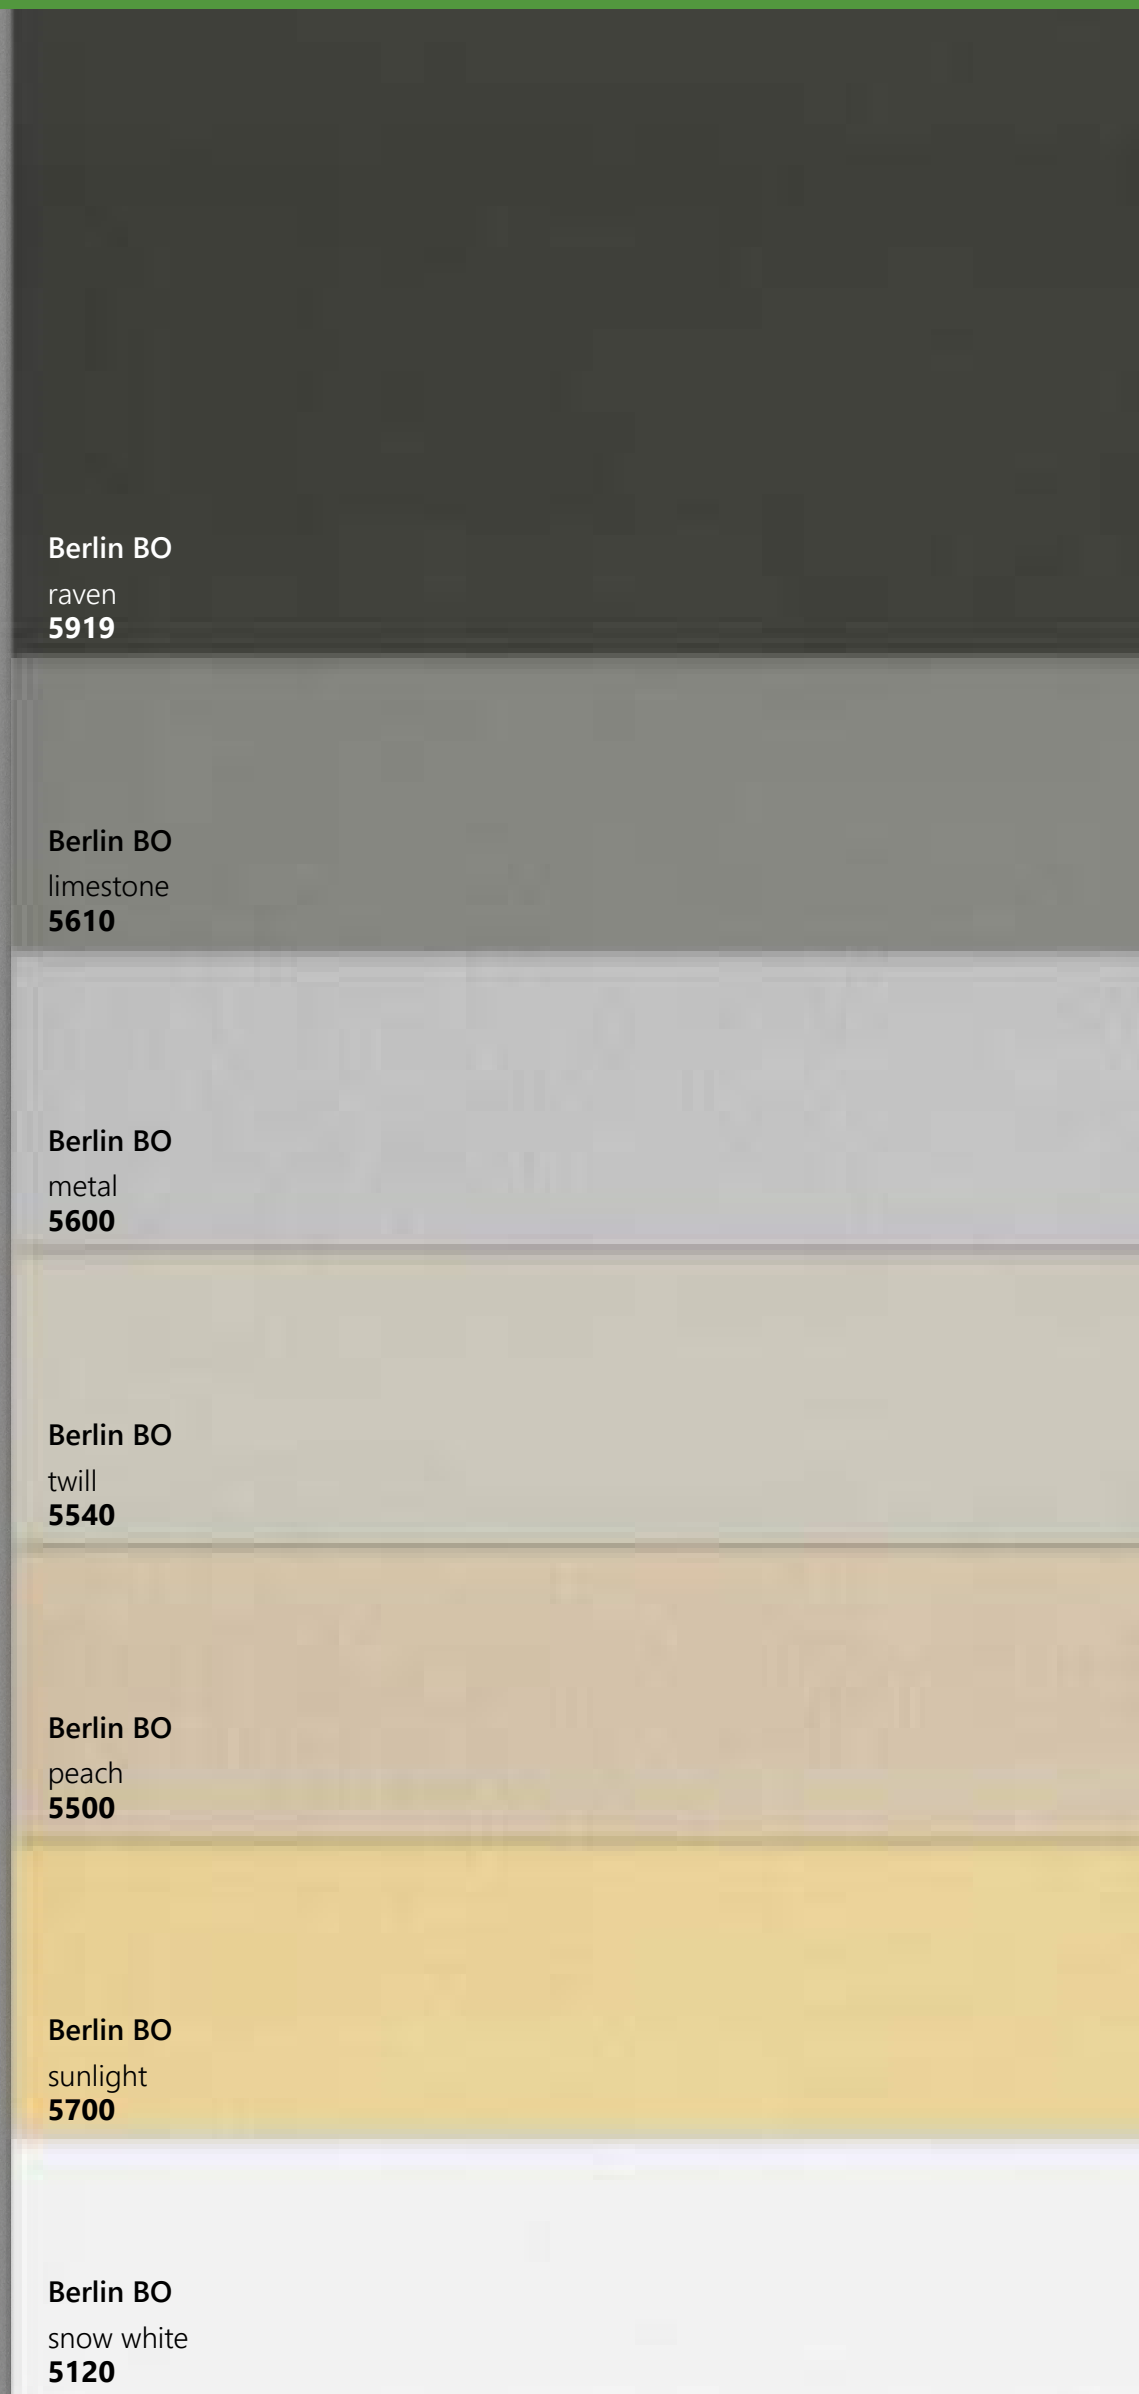 Berlin BO
raven
5919
Berlin BO
limestone
5610
Berlin BO
metal
5600
Berlin BO
twill
5540
Berlin BO
peach
5500
Berlin BO
sunlight
5700
Berlin BO
snow white
5120